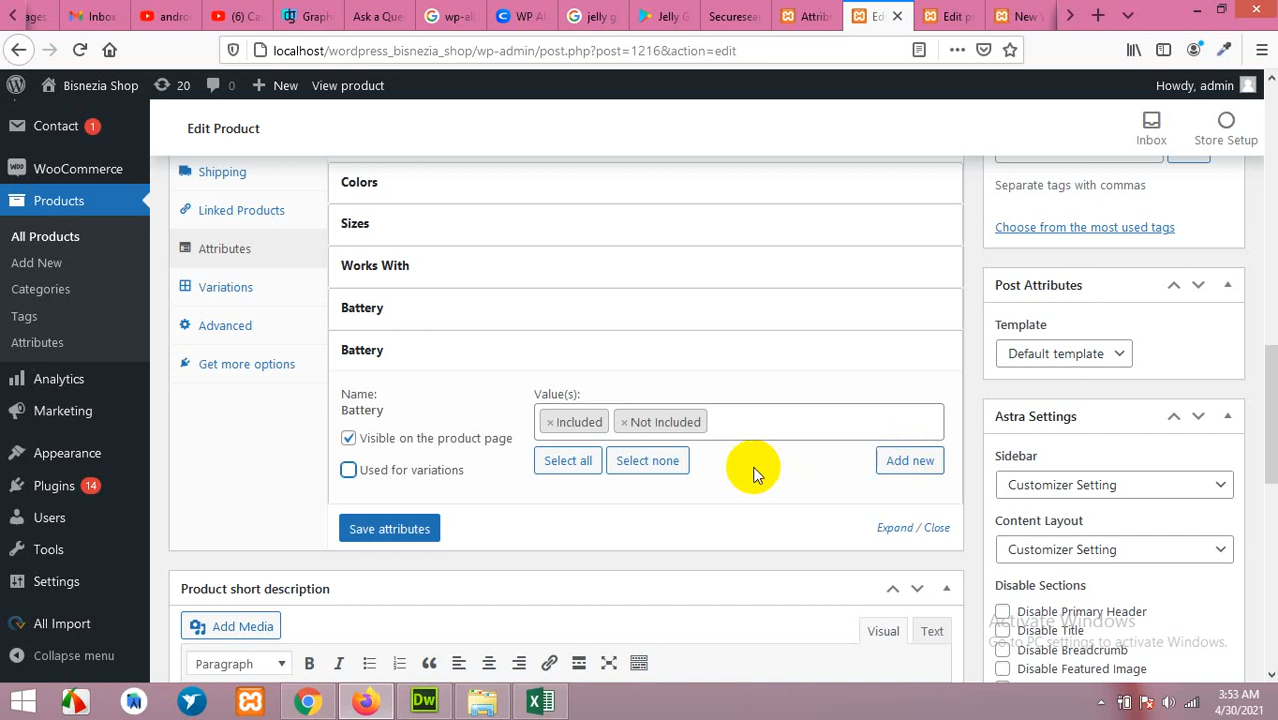 ages
Inbox
andro
(6) Ca
Graph
Ask a Que
wp-all
WP Al
jelly g
Jelly G
Securesea
Attrib
Edi
Edit p
New V
localhost/wordpress_bisnezia_shop/wp-admin/post.php?post=1216&action=edit
Bisnezia Shop
20
0
New
View product
Howdy, admin
Contact 1
WooCommerce
Products
All Products
Add New
Categories
Tags
Attributes
Analytics
Marketing
Appearance
Plugins 14
Users
Tools
Settings
All Import
Collapse menu
Edit Product
Inbox
Store Setup
Shipping
Linked Products
Attributes
Variations
Advanced
Get more options
Colors
Sizes
Works With
Battery
Battery
Name:
Battery
Visible on the product page
Used for variations
Value(s):
× Included
× Not Included
Select all
Select none
Add new
Save attributes
Expand / Close
Product short description
Add Media
Visual
Text
Paragraph
B
I
Separate tags with commas
Choose from the most used tags
Post Attributes
Template
Default template
Astra Settings
Sidebar
Customizer Setting
Content Layout
Customizer Setting
Disable Sections
Disable Primary Header
Disable Title
Disable Breadcrumb
Disable Featured Image
Activate Windows
Go to PC settings to activate Windows.
Dw
3:53 AM
4/30/2021